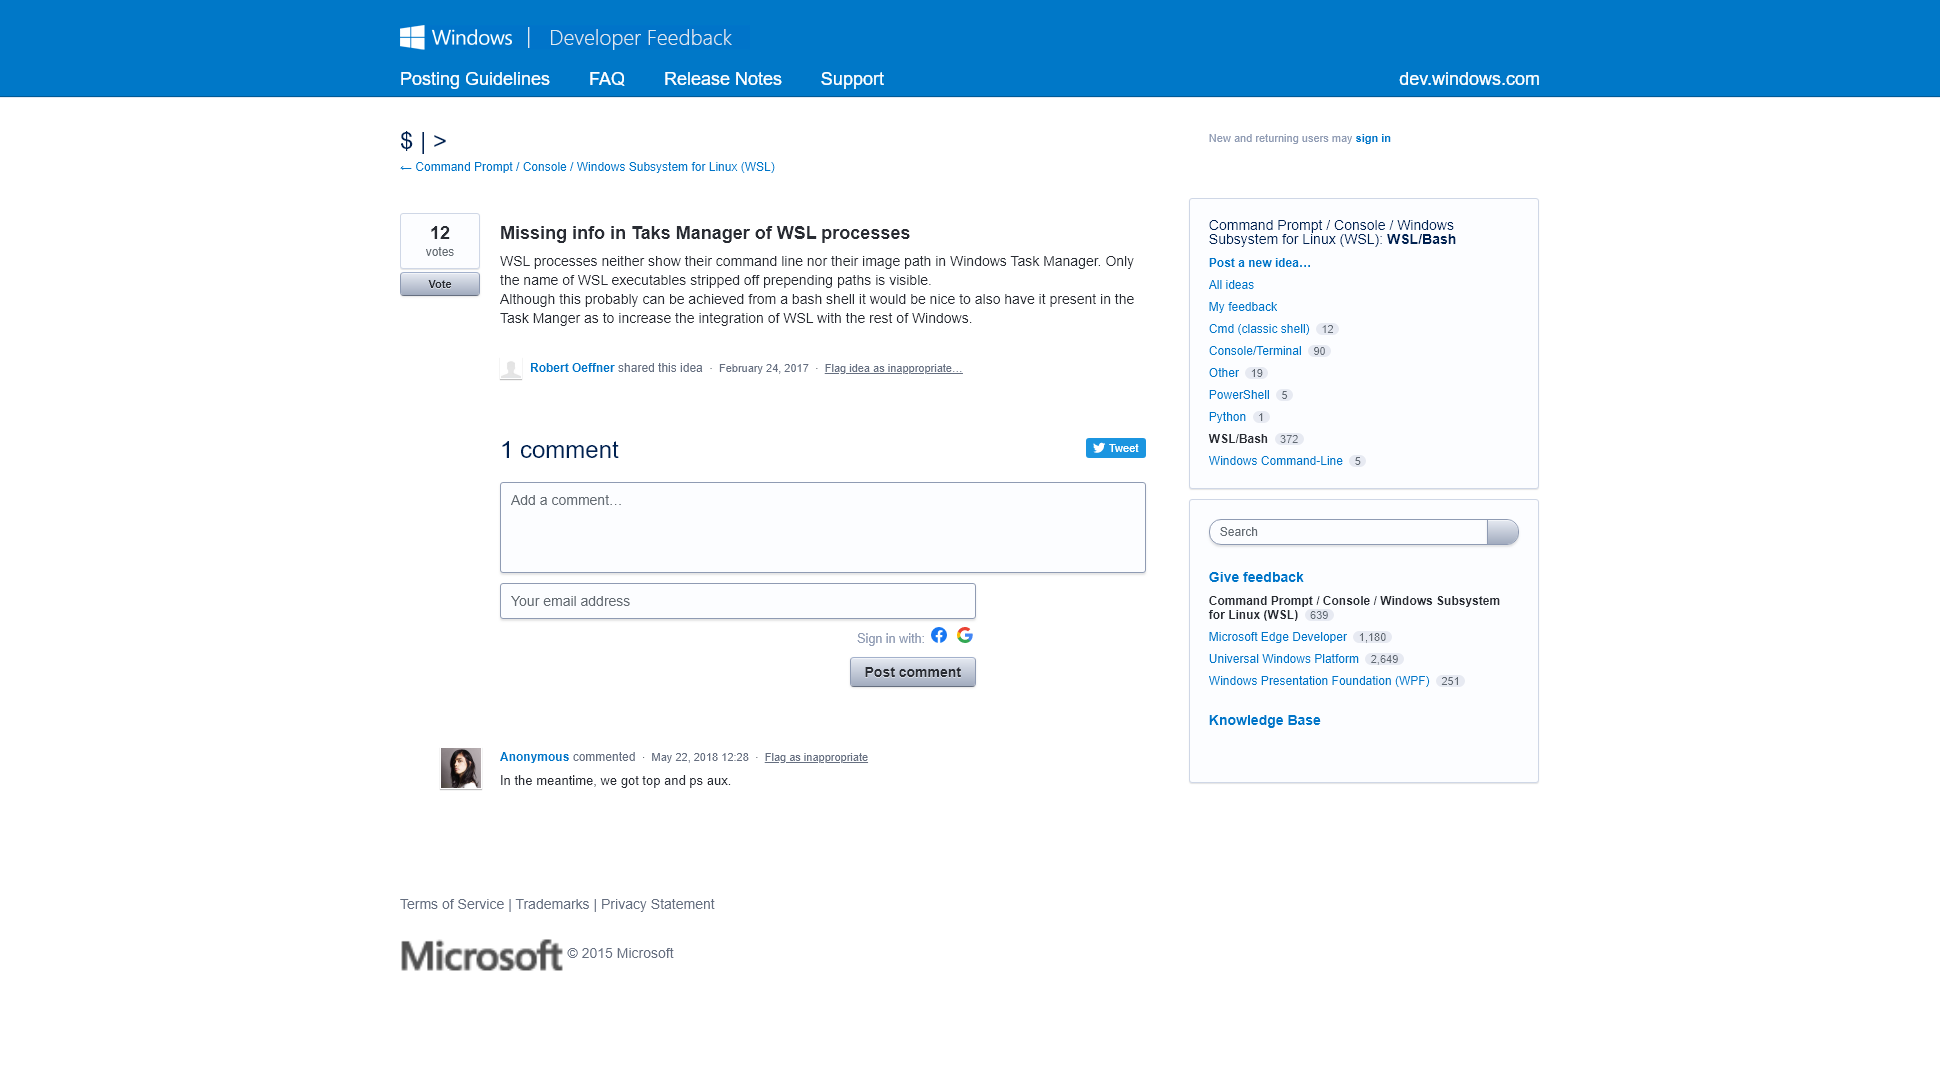 Windows | Developer Feedback
Posting Guidelines FAQ Release Notes Support dev.windows.com
$ | >
← Command Prompt / Console / Windows Subsystem for Linux (WSL)
12
votes
Vote
Missing info in Taks Manager of WSL processes
WSL processes neither show their command line nor their image path in Windows Task Manager. Only
the name of WSL executables stripped off prepending paths is visible.
Although this probably can be achieved from a bash shell it would be nice to also have it present in the
Task Manger as to increase the integration of WSL with the rest of Windows.
Robert Oeffner shared this idea · February 24, 2017 · Flag idea as inappropriate…
1 comment
Tweet
Add a comment…
Your email address
Sign in with:
Post comment
Anonymous commented · May 22, 2018 12:28 · Flag as inappropriate
In the meantime, we got top and ps aux.
New and returning users may sign in
Command Prompt / Console / Windows
Subsystem for Linux (WSL): WSL/Bash
Post a new idea…
All ideas
My feedback
Cmd (classic shell) 12
Console/Terminal 90
Other 19
PowerShell 5
Python 1
WSL/Bash 372
Windows Command-Line 5
Search
Give feedback
Command Prompt / Console / Windows Subsystem
for Linux (WSL) 639
Microsoft Edge Developer 1,180
Universal Windows Platform 2,649
Windows Presentation Foundation (WPF) 251
Knowledge Base
Terms of Service | Trademarks | Privacy Statement
Microsoft © 2015 Microsoft